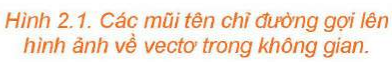 Hình 2.1. Các mũi tên chỉ đường gợi lên
hình ảnh về vectơ trong không gian.